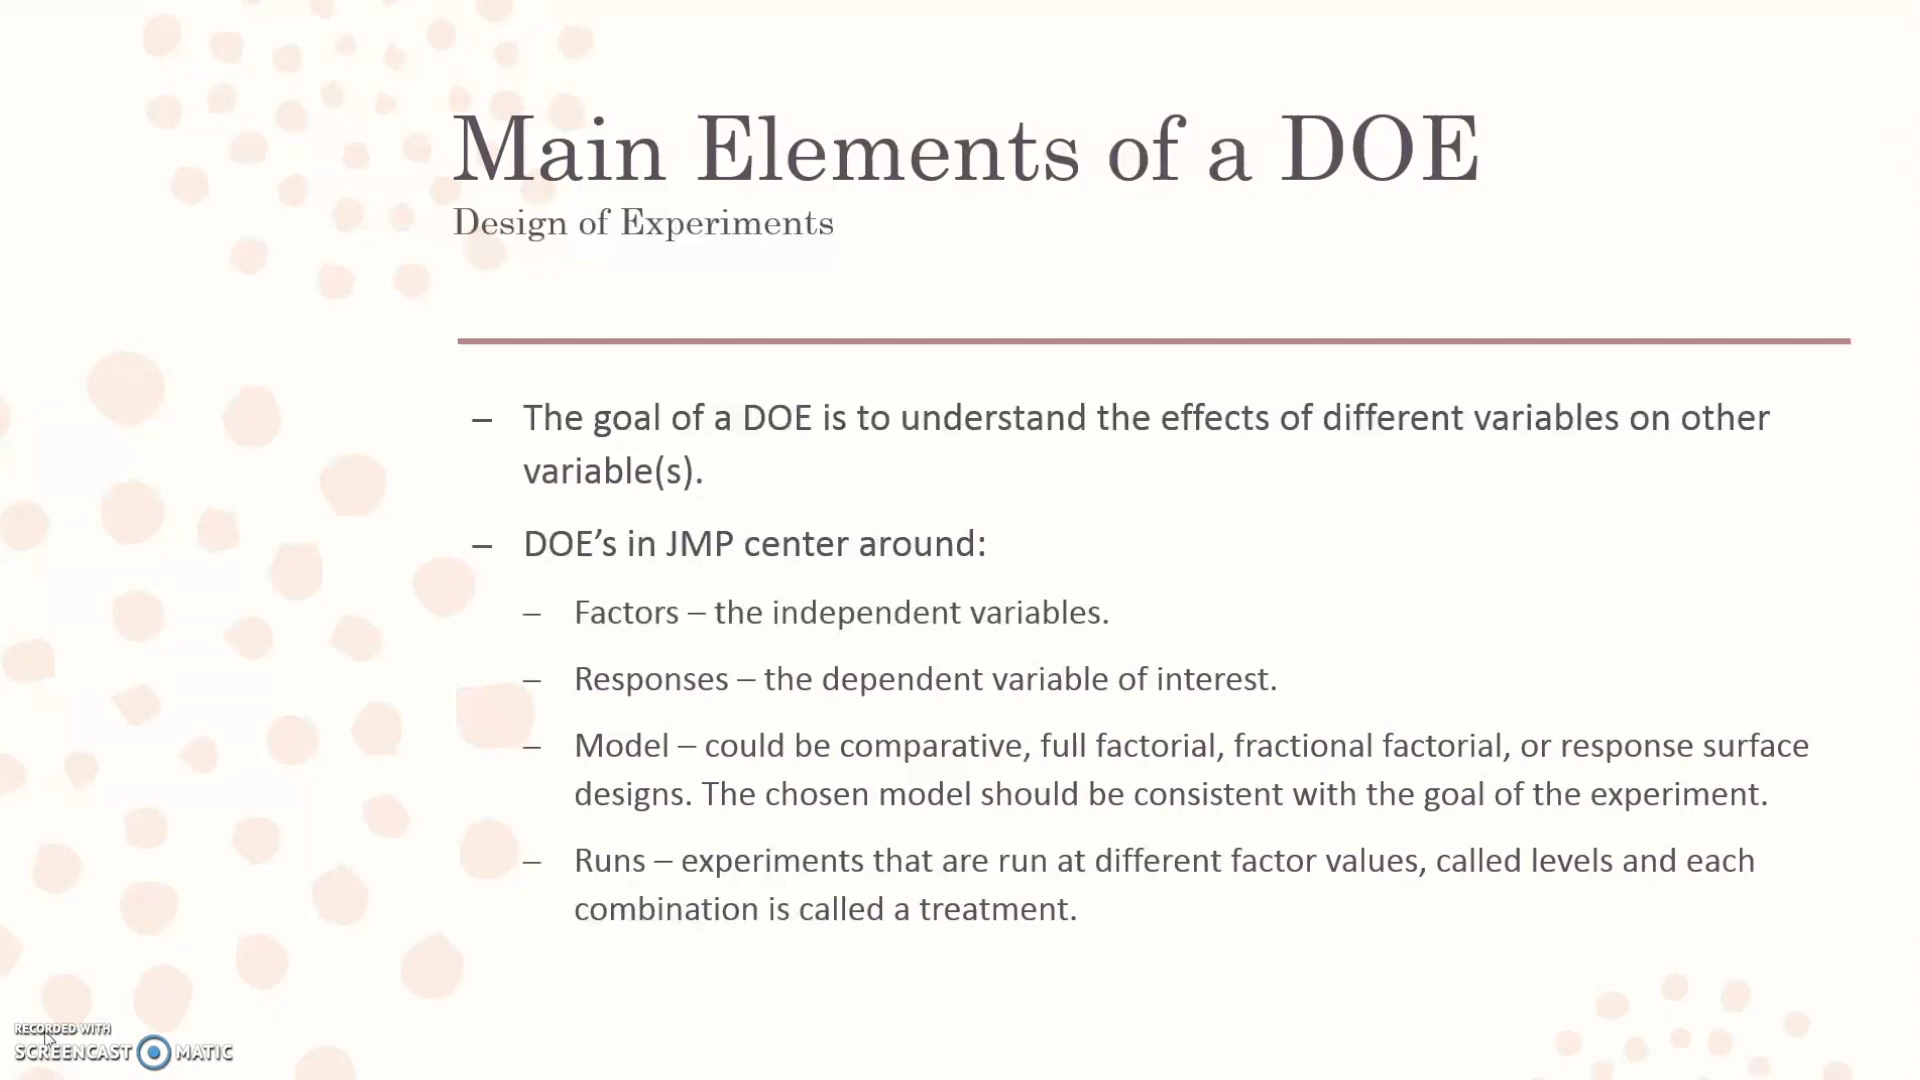 Main Elements of a DOE
Design of Experiments
– The goal of a DOE is to understand the effects of different variables on other
variable(s).
– DOE’s in JMP center around:
– Factors – the independent variables.
– Responses – the dependent variable of interest.
– Model – could be comparative, full factorial, fractional factorial, or response surface
designs. The chosen model should be consistent with the goal of the experiment.
– Runs – experiments that are run at different factor values, called levels and each
combination is called a treatment.
RECORDED WITH
SCREENCAST MATIC